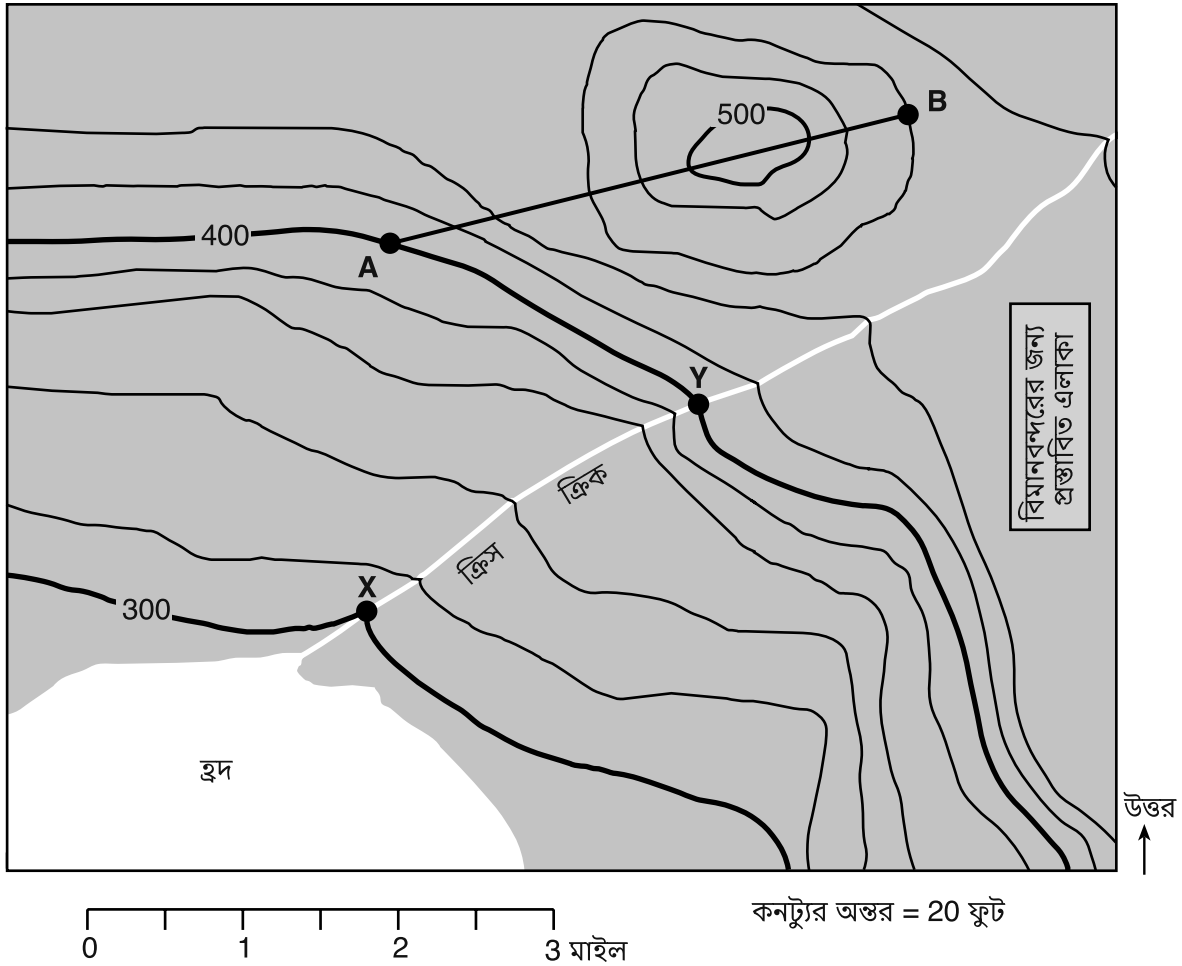 500
B
400
A
বিমানবন্দরের জন্য
প্রস্তাবিত এলাকা
Y
ক্রিক
ক্রিস
X
300
হ্রদ
উত্তর
0 1 2 3 মাইল
কনট্যুর অন্তর = 20 ফুট